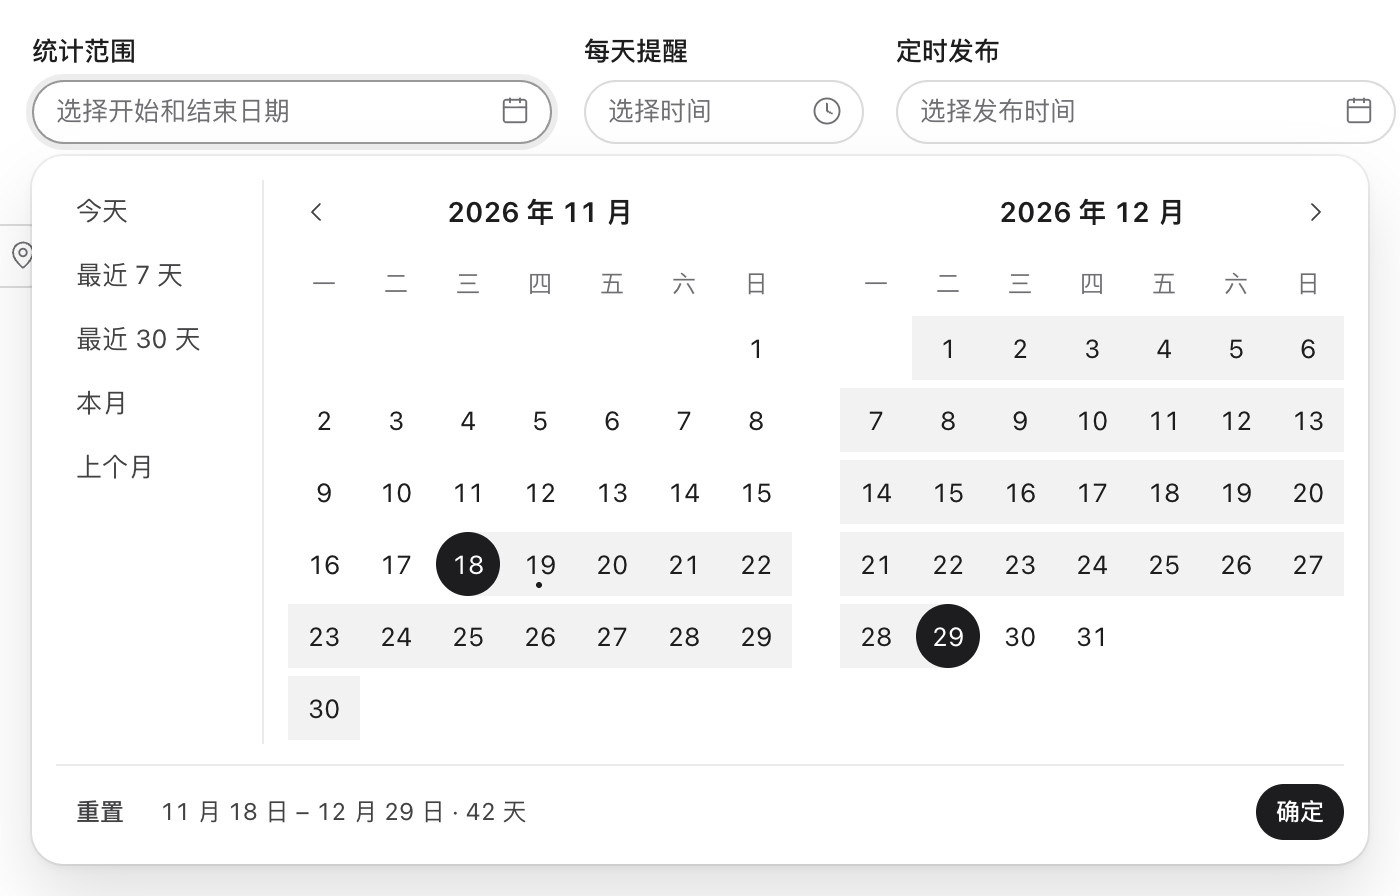 统计范围 每天提醒 定时发布
选择开始和结束日期 选择时间 选择发布时间
今天
最近 7 天
最近 30 天
本月
上个月
2026 年 11 月
一 二 三 四 五 六 日
1
2 3 4 5 6 7 8
9 10 11 12 13 14 15
16 17 18 19 20 21 22
23 24 25 26 27 28 29
30
2026 年 12 月
一 二 三 四 五 六 日
1 2 3 4 5 6
7 8 9 10 11 12 13
14 15 16 17 18 19 20
21 22 23 24 25 26 27
28 29 30 31
重置 11 月 18 日 – 12 月 29 日 · 42 天 确定